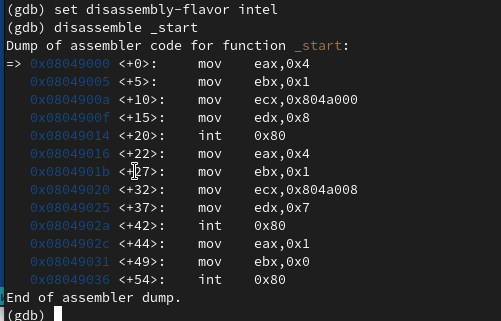 (gdb) set disassembly-flavor intel
(gdb) disassemble _start
Dump of assembler code for function _start:
=> 0x08049000 <+0>:     mov    eax,0x4
   0x08049005 <+5>:     mov    ebx,0x1
   0x0804900a <+10>:    mov    ecx,0x804a000
   0x0804900f <+15>:    mov    edx,0x8
   0x08049014 <+20>:    int    0x80
   0x08049016 <+22>:    mov    eax,0x4
   0x0804901b <+27>:    mov    ebx,0x1
   0x08049020 <+32>:    mov    ecx,0x804a008
   0x08049025 <+37>:    mov    edx,0x7
   0x0804902a <+42>:    int    0x80
   0x0804902c <+44>:    mov    eax,0x1
   0x08049031 <+49>:    mov    ebx,0x0
   0x08049036 <+54>:    int    0x80
End of assembler dump.
(gdb)